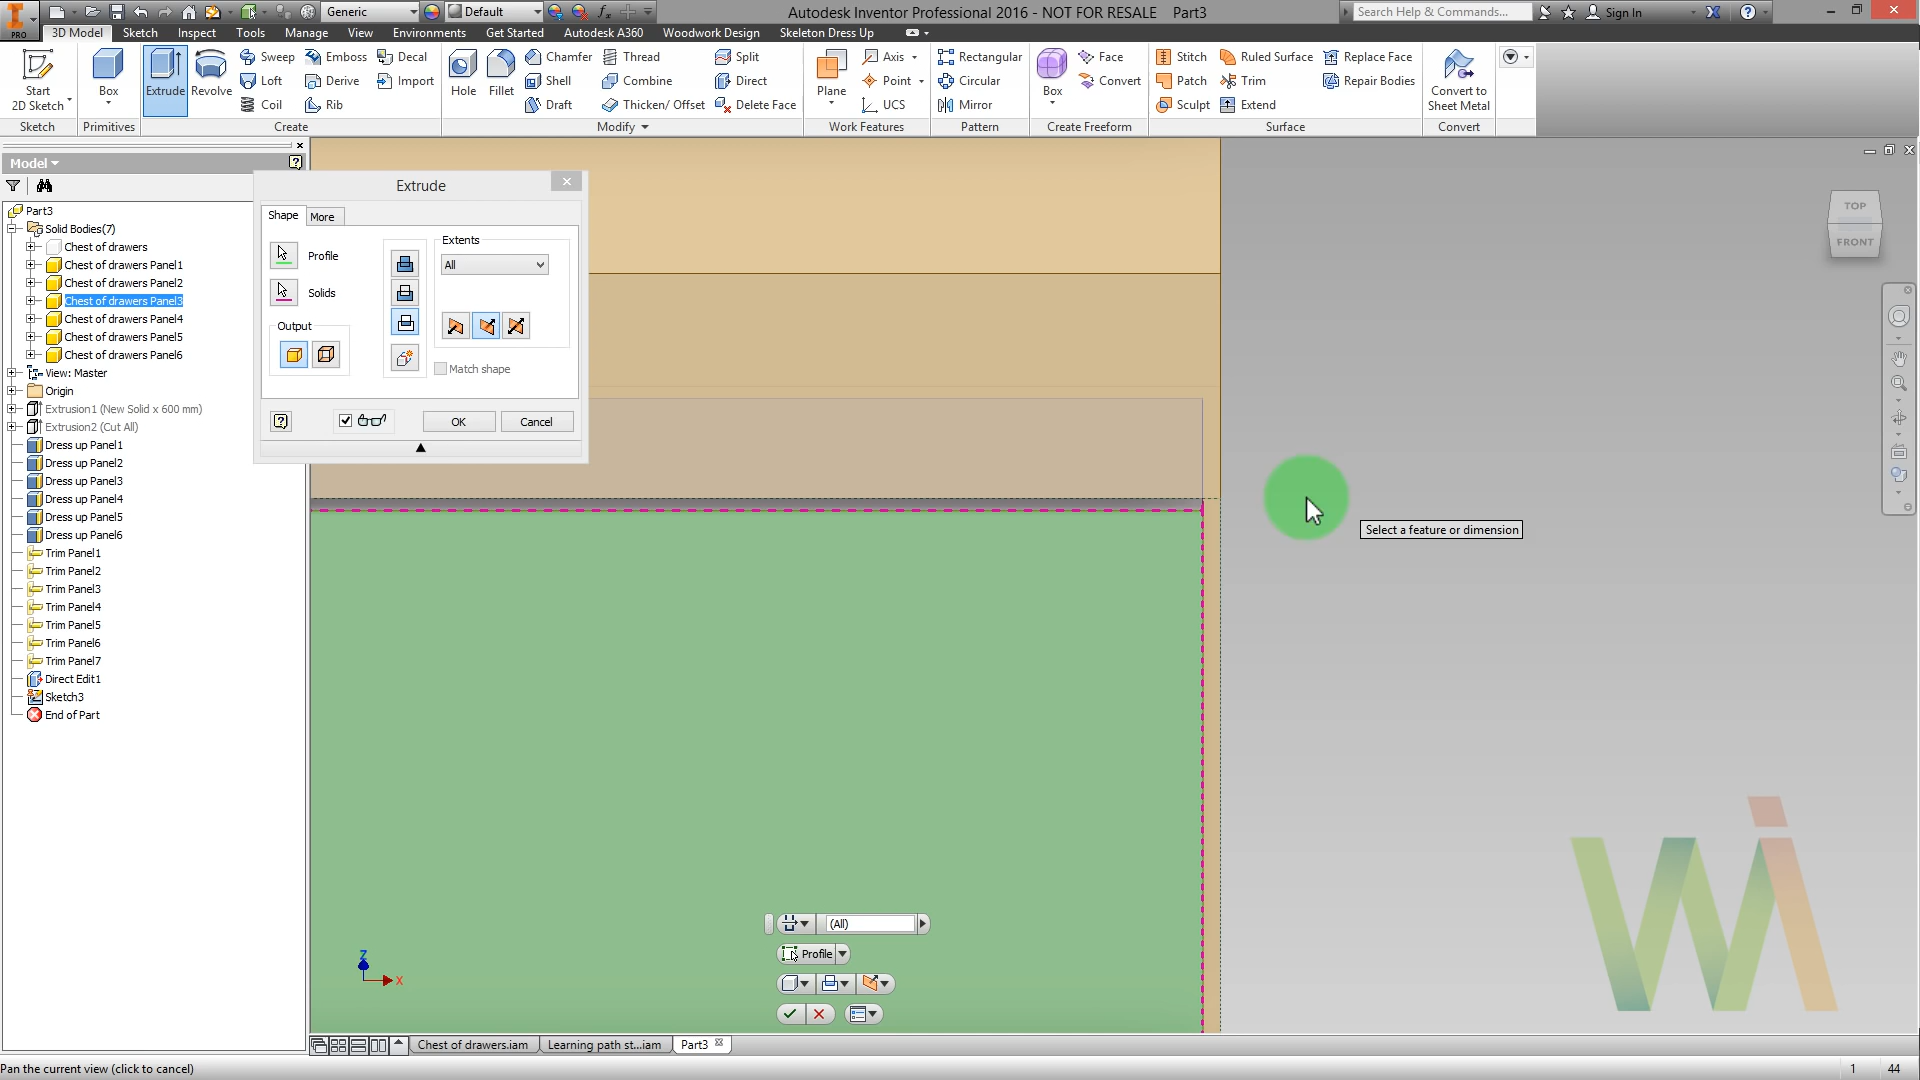 Generic
Default
Autodesk Inventor Professional 2016 - NOT FOR RESALE Part3
Search Help & Commands...
Sign In
PRO
3D Model Sketch Inspect Tools Manage View Environments Get Started Autodesk A360 Woodwork Design Skeleton Dress Up
Start
2D Sketch
Box
Extrude
Revolve
Sweep
Loft
Coil
Emboss
Derive
Rib
Decal
Import
Hole
Fillet
Chamfer
Shell
Draft
Thread
Combine
Thicken/ Offset
Split
Direct
Delete Face
Plane
Axis
Point
UCS
Rectangular
Circular
Mirror
Box
Face
Convert
Stitch
Patch
Sculpt
Ruled Surface
Trim
Extend
Replace Face
Repair Bodies
Convert to
Sheet Metal
Sketch Primitives Create Modify Work Features Pattern Create Freeform Surface Convert
Model
Part3
Solid Bodies(7)
Chest of drawers
Chest of drawers Panel1
Chest of drawers Panel2
Chest of drawers Panel3
Chest of drawers Panel4
Chest of drawers Panel5
Chest of drawers Panel6
View: Master
Origin
Extrusion1 (New Solid x 600 mm)
Extrusion2 (Cut All)
Dress up Panel1
Dress up Panel2
Dress up Panel3
Dress up Panel4
Dress up Panel5
Dress up Panel6
Trim Panel1
Trim Panel2
Trim Panel3
Trim Panel4
Trim Panel5
Trim Panel6
Trim Panel7
Direct Edit1
Sketch3
End of Part
Extrude
Shape More
Profile
Solids
Output
Extents
All
Match shape
OK
Cancel
TOP
FRONT
Select a feature or dimension
(All)
Profile
Z
X
Wi
Chest of drawers.iam Learning path st...iam Part3
Pan the current view (click to cancel)
1 44